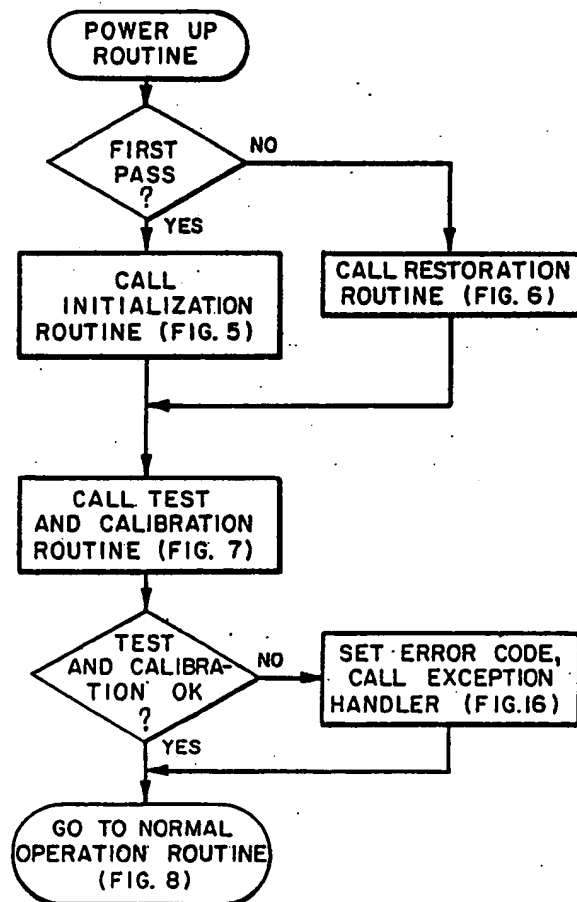 POWER UP
ROUTINE
FIRST
PASS
?
NO
YES
CALL
INITIALIZATION
ROUTINE (FIG. 5)
CALL RESTORATION
ROUTINE (FIG. 6)
CALL TEST
AND CALIBRATION
ROUTINE (FIG. 7)
TEST
AND CALIBRA-
TION OK
?
NO
YES
SET ERROR CODE,
CALL EXCEPTION
HANDLER (FIG.16)
GO TO NORMAL
OPERATION ROUTINE
(FIG. 8)